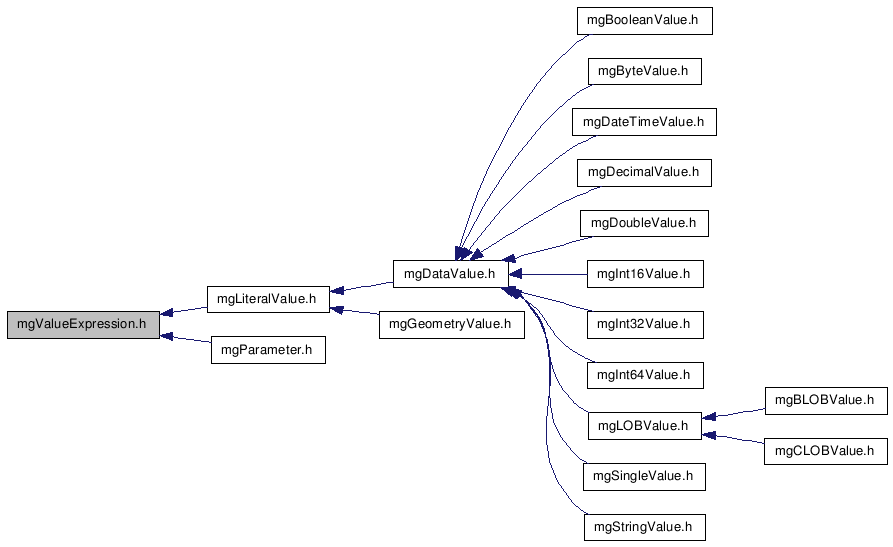 mgBooleanValue.h
mgByteValue.h
mgDateTimeValue.h
mgDecimalValue.h
mgDoubleValue.h
mgDataValue.h
mgInt16Value.h
mgLiteralValue.h
mgValueExpression.h
mgGeometryValue.h
mgInt32Value.h
mgParameter.h
mgInt64Value.h
mgBLOBValue.h
mgLOBValue.h
mgCLOBValue.h
mgSingleValue.h
mgStringValue.h